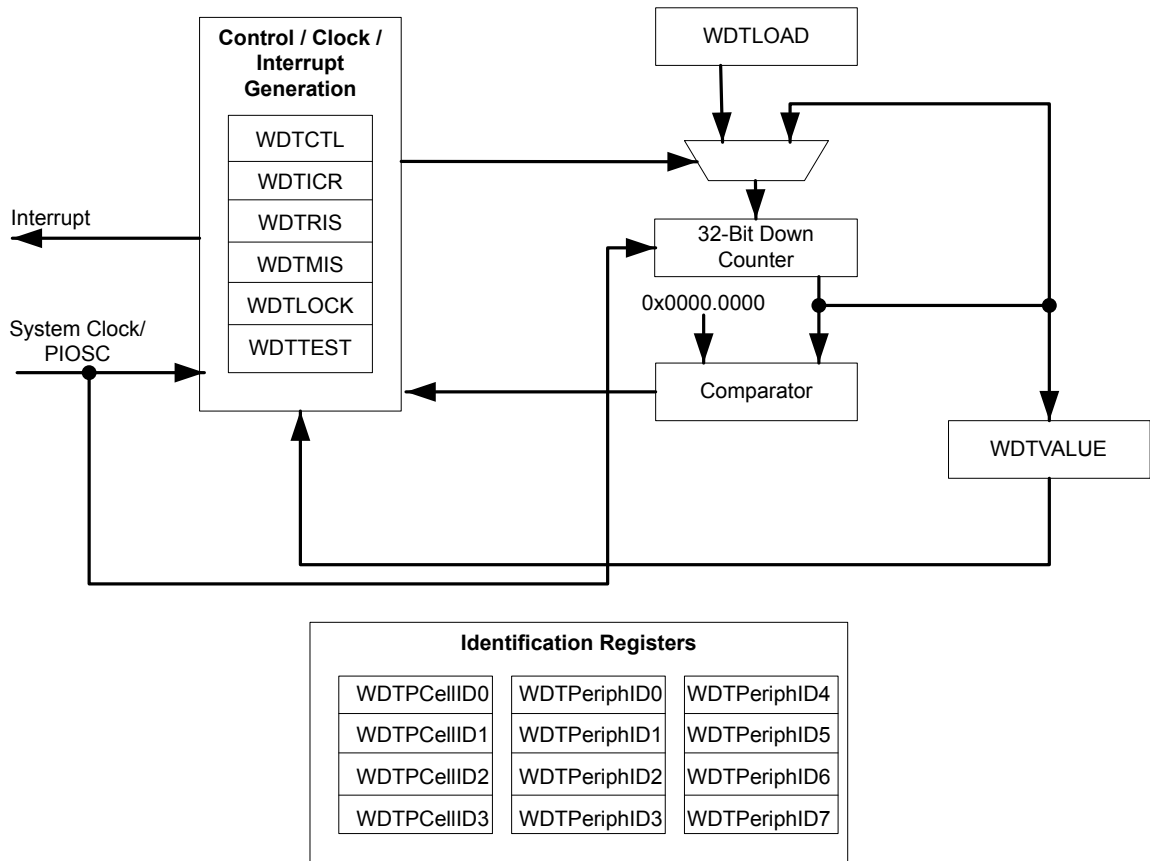 Control / Clock /
Interrupt
Generation
WDTCTL
WDTICR
WDTRIS
WDTMIS
WDTLOCK
WDTTEST
Interrupt
System Clock/
PIOSC
WDTLOAD
32-Bit Down
Counter
0x0000.0000
Comparator
WDTVALUE
Identification Registers
WDTPCellID0
WDTPCellID1
WDTPCellID2
WDTPCellID3
WDTPeriphID0
WDTPeriphID1
WDTPeriphID2
WDTPeriphID3
WDTPeriphID4
WDTPeriphID5
WDTPeriphID6
WDTPeriphID7